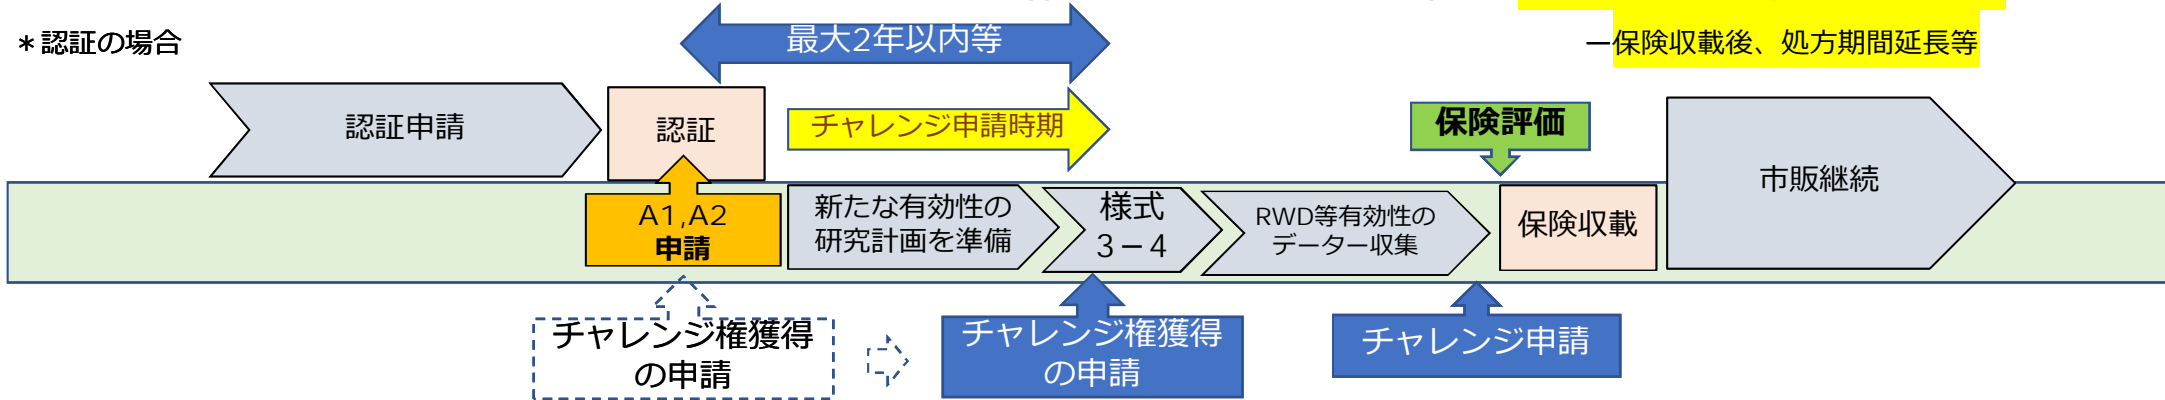 最大2年以内等
＊認証の場合
ー保険収載後、処方期間延長等
認証申請
認証
チャレンジ申請時期
保険評価
市販継続
A1,A2
申請
新たな有効性の
研究計画を準備
様式
3－4
RWD等有効性の
データー収集
保険収載
チャレンジ権獲得
の申請
チャレンジ権獲得
の申請
チャレンジ申請